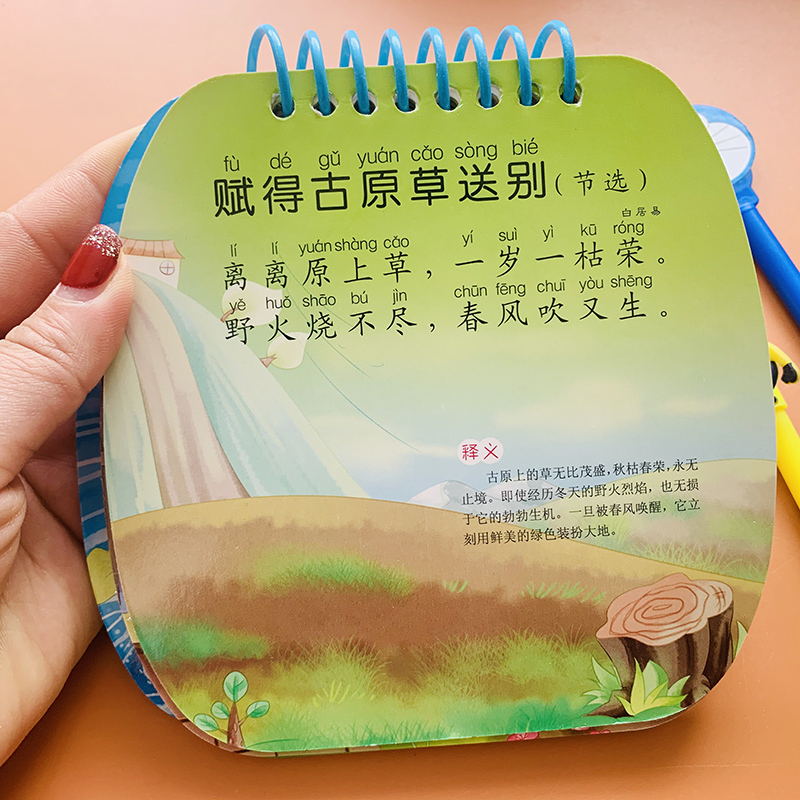 fù dé gǔ yuán cǎo sòng bié
赋得古原草送别(节选)
白居易
lí lí yuán shàng cǎo yí suì yì kū róng
离离原上草，一岁一枯荣。
yě huǒ shāo bú jìn chūn fēng chuī yòu shēng
野火烧不尽，春风吹又生。
释义
古原上的草无比茂盛，秋枯春荣，永无
止境。即使经历冬天的野火烈焰，也无损
于它的勃勃生机。一旦被春风唤醒，它立
刻用鲜美的绿色装扮大地。